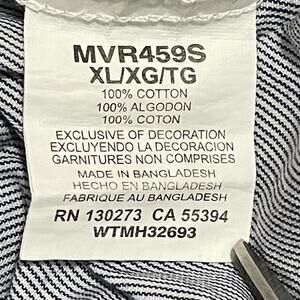 MVR459S
XL/XG/TG
100% COTTON
100% ALGODON
100% COTON
EXCLUSIVE OF DECORATION
EXCLUYENDO LA DECORACION
GARNITURES NON COMPRISES
MADE IN BANGLADESH
HECHO EN BANGLADESH
FABRIQUE AU BANGLADESH
RN 130273 CA 55394
WTMH32693